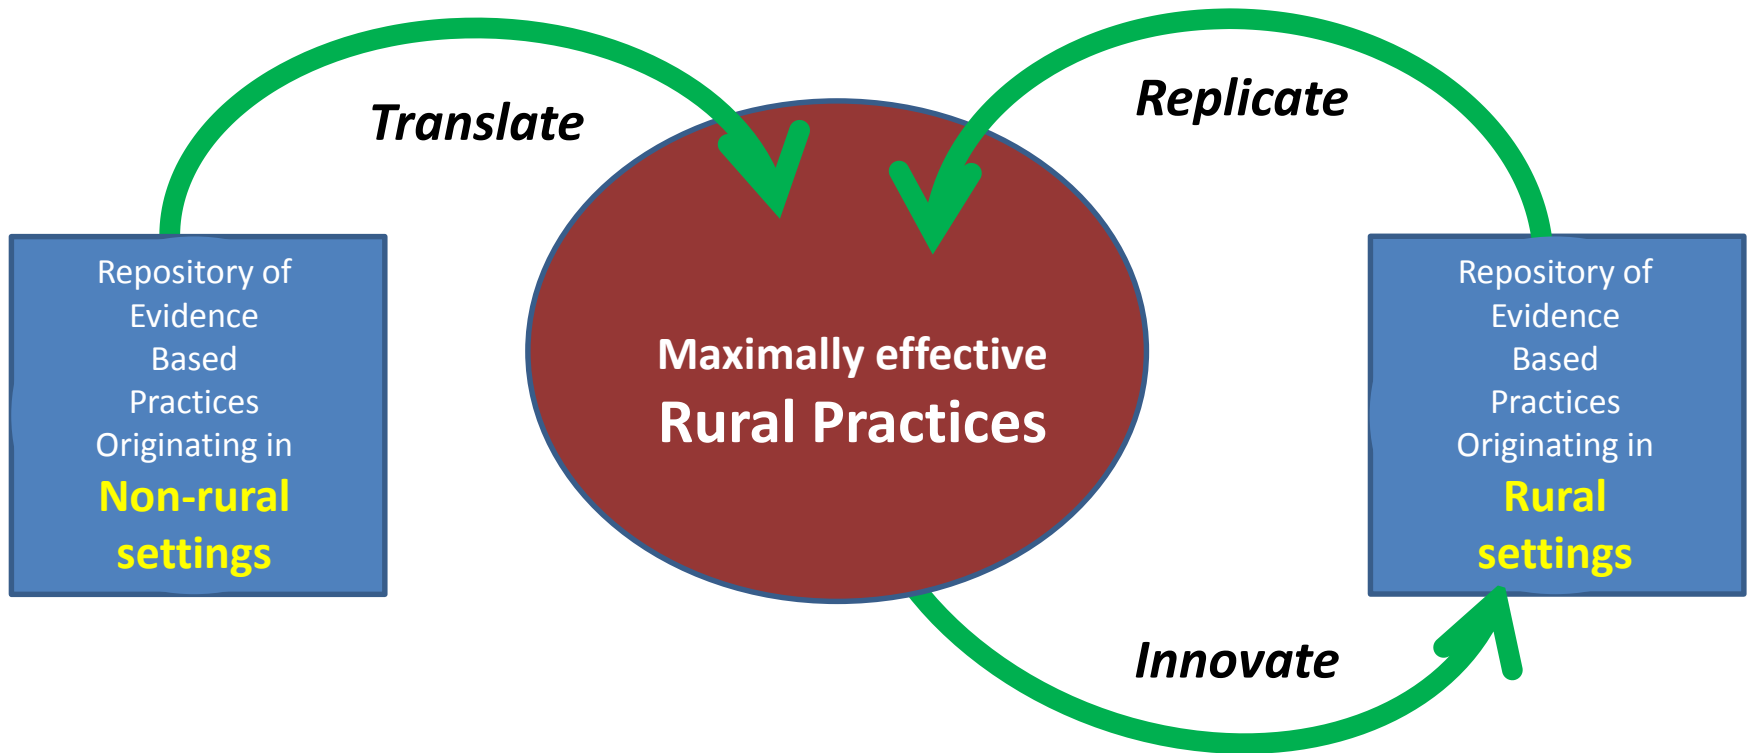 Translate
Replicate
Repository of
Evidence
Based
Practices
Originating in
Non-rural
settings
Maximally effective
Rural Practices
Repository of
Evidence
Based
Practices
Originating in
Rural
settings
Innovate